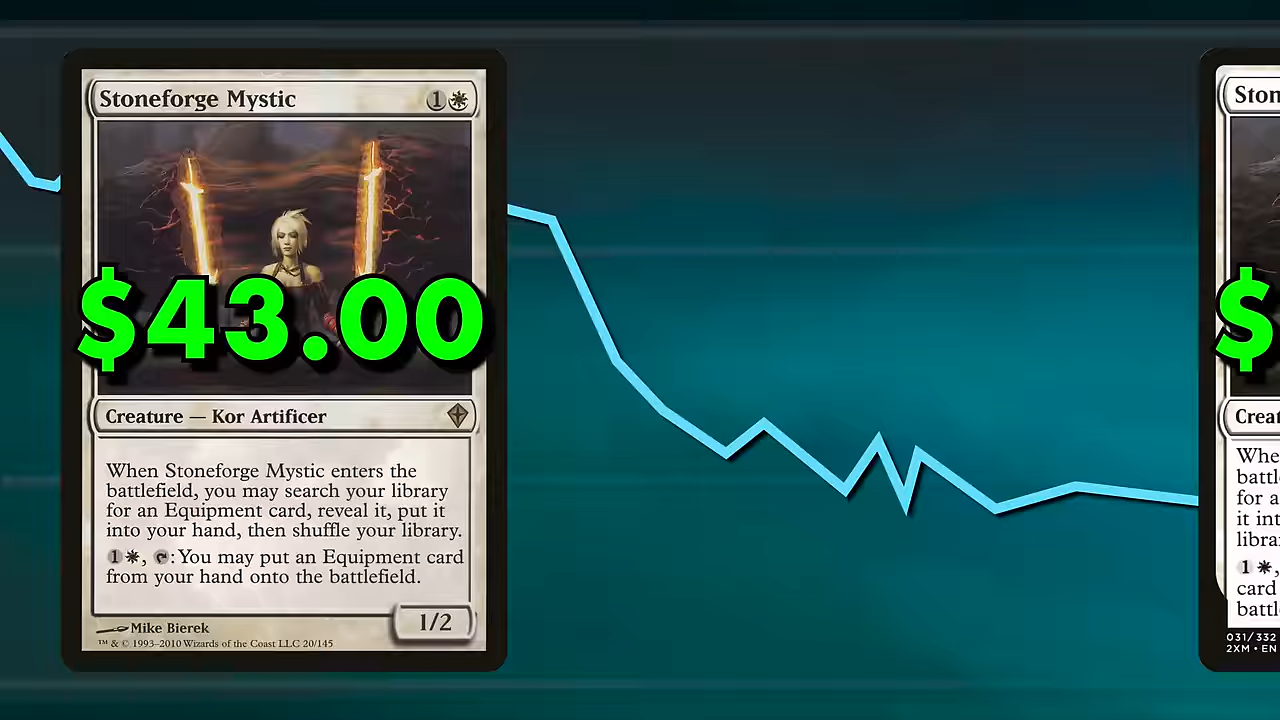 Stoneforge Mystic 1
$43.00
Creature — Kor Artificer
When Stoneforge Mystic enters the
battlefield, you may search your library
for an Equipment card, reveal it, put it
into your hand, then shuffle your library.
1 , : You may put an Equipment card
from your hand onto the battlefield.
1/2
Mike Bierek
™ & © 1993–2010 Wizards of the Coast LLC 20/145
Ston
$
Creat
Whe
battl
for a
it int
libra
1 ,
card
battl
031/332
2XM • EN